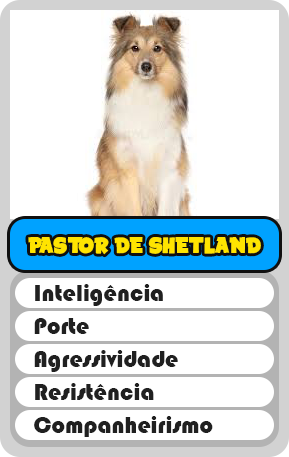 PASTOR DE SHETLAND
Inteligência
Porte
Agressividade
Resistência
Companheirismo